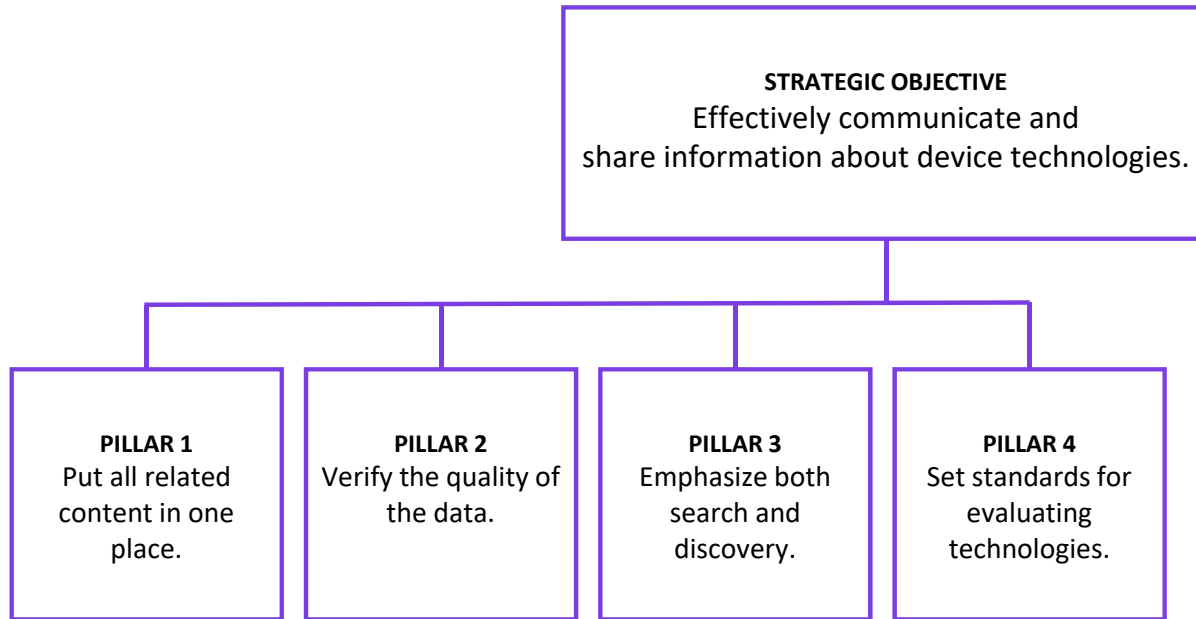 STRATEGIC OBJECTIVE
Effectively communicate and
share information about device technologies.
PILLAR 1
Put all related
content in one
place.
PILLAR 2
Verify the quality of
the data.
PILLAR 3
Emphasize both
search and
discovery.
PILLAR 4
Set standards for
evaluating
technologies.